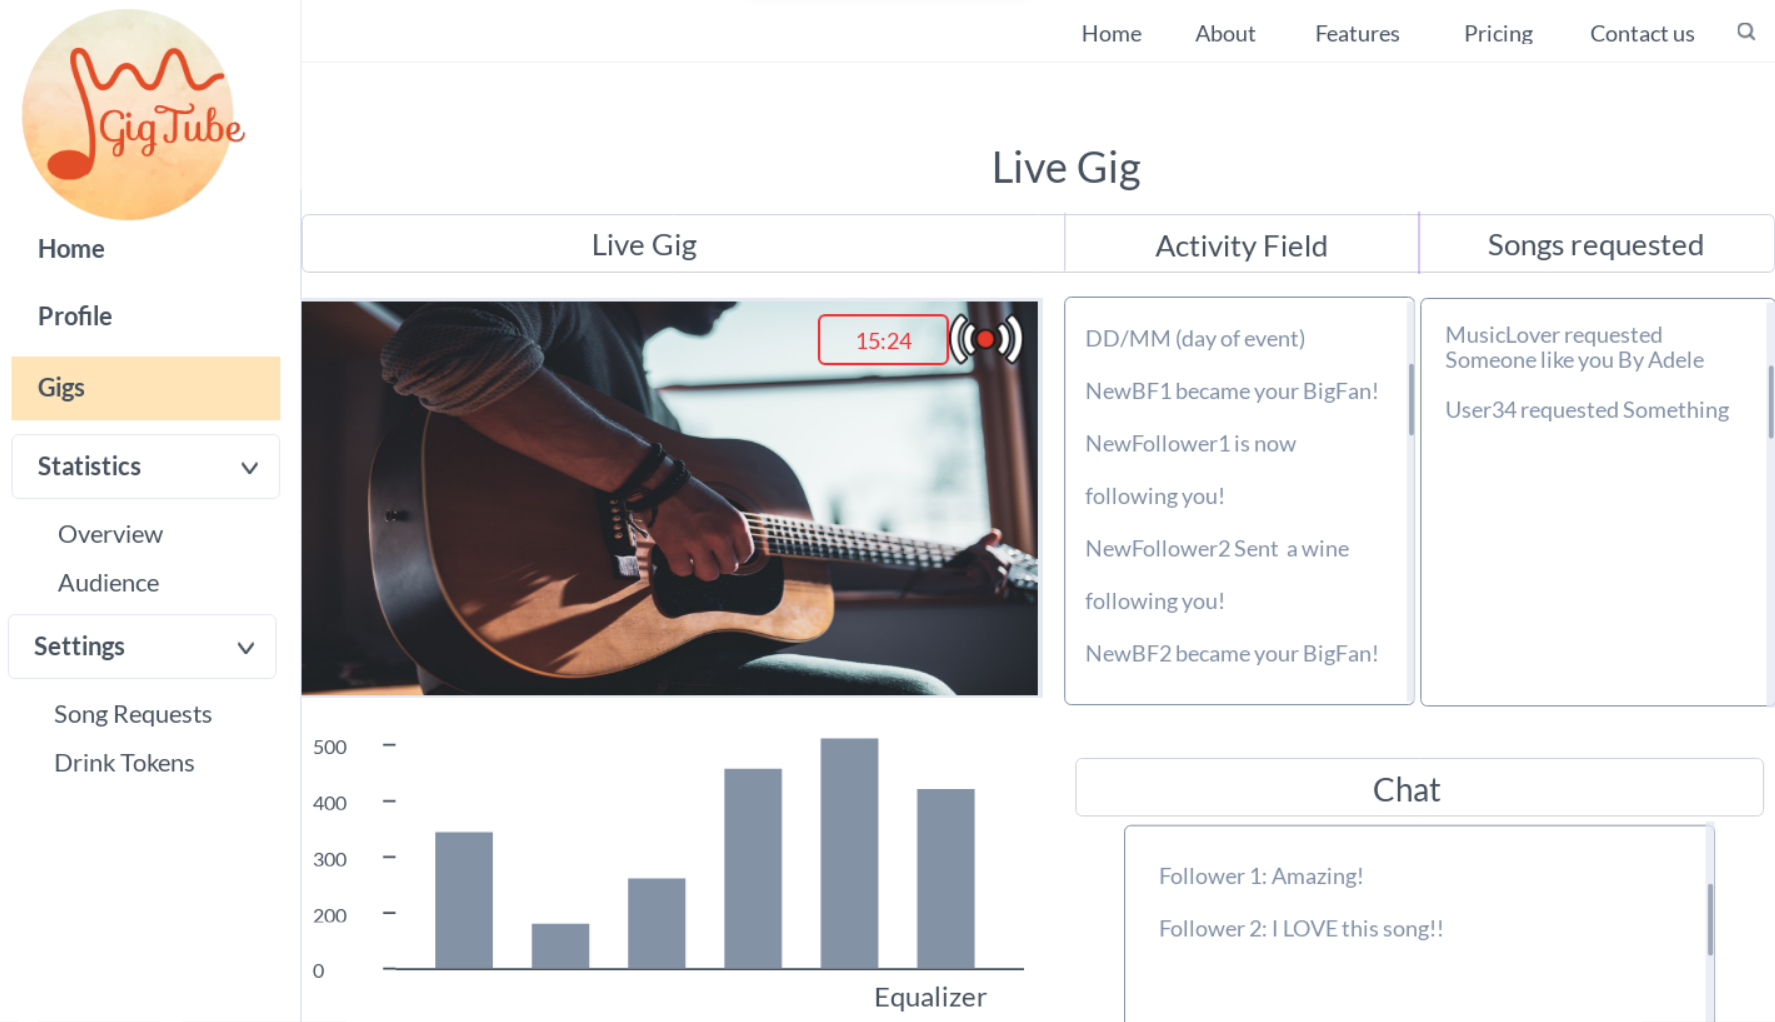 GigTube
Home
Profile
Gigs
Statistics
Overview
Audience
Settings
Song Requests
Drink Tokens
Home About Features Pricing Contact us
Live Gig
Live Gig Activity Field Songs requested
15:24
DD/MM (day of event)
NewBF1 became your BigFan!
NewFollower1 is now
following you!
NewFollower2 Sent a wine
following you!
NewBF2 became your BigFan!
MusicLover requested
Someone like you By Adele
User34 requested Something
500
400
300
200
0
Equalizer
Chat
Follower 1: Amazing!
Follower 2: I LOVE this song!!